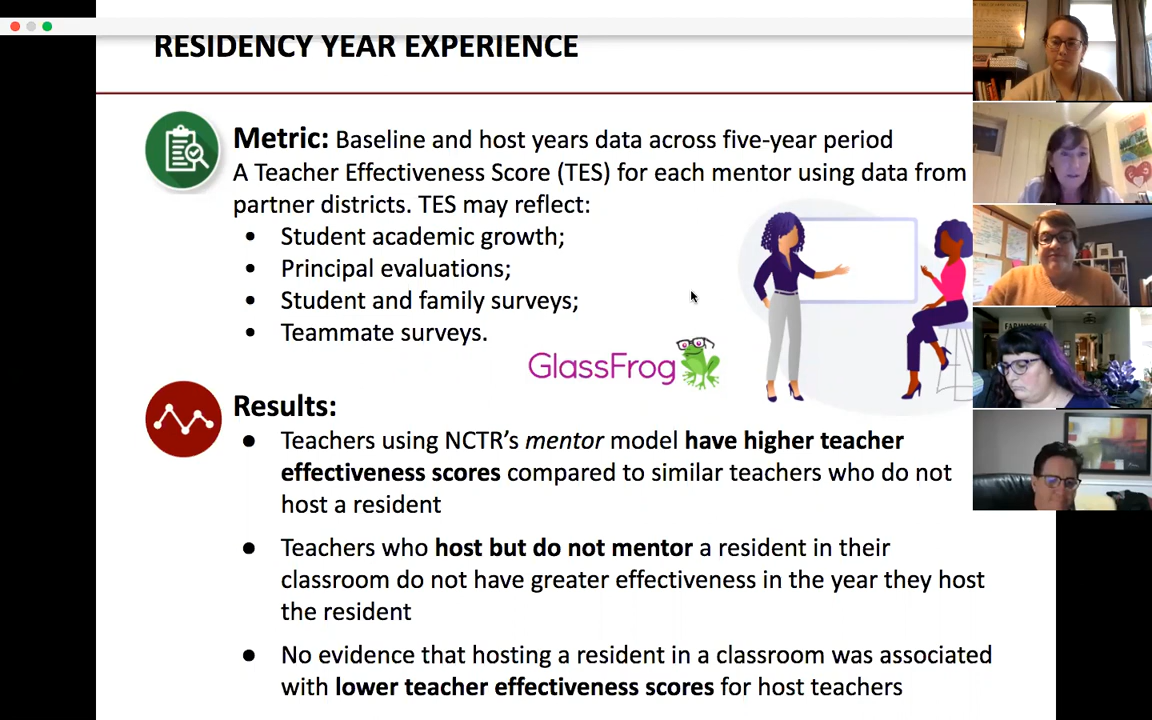 RESIDENCY YEAR EXPERIENCE
Metric: Baseline and host years data across five-year period
A Teacher Effectiveness Score (TES) for each mentor using data from
partner districts. TES may reflect:
• Student academic growth;
• Principal evaluations;
• Student and family surveys;
• Teammate surveys.
GlassFrog
Results:
● Teachers using NCTR’s mentor model have higher teacher
effectiveness scores compared to similar teachers who do not
host a resident
● Teachers who host but do not mentor a resident in their
classroom do not have greater effectiveness in the year they host
the resident
● No evidence that hosting a resident in a classroom was associated
with lower teacher effectiveness scores for host teachers